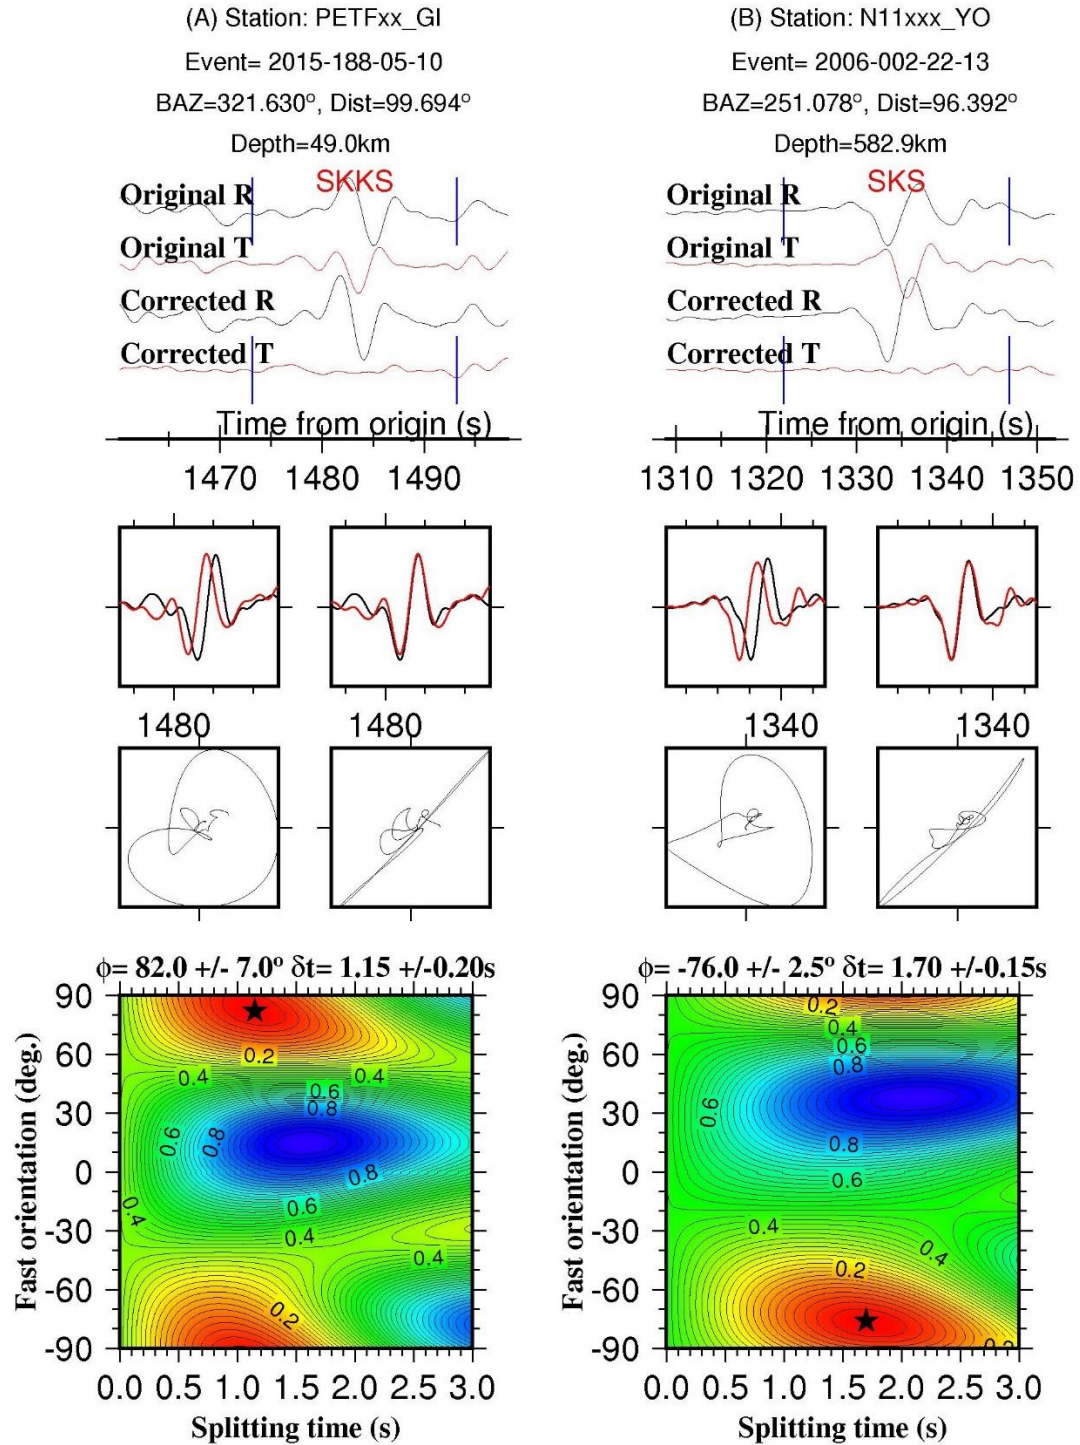 (A) Station: PETFxx_GI
Event= 2015-188-05-10
BAZ=321.630°, Dist=99.694°
Depth=49.0km
SKKS
Original R
Original T
Corrected R
Corrected T
Time from origin (s)
1470 1480 1490
1480 1480
ϕ= 82.0 +/- 7.0° δt= 1.15 +/-0.20s
Fast orientation (deg.)
90
60
30
0
-30
-60
-90
0.2
0.4 0.4
0.6
0.8
0.6 0.8
0.8
0.6
0.4 0.4
0.4
0.2
0.0 0.5 1.0 1.5 2.0 2.5 3.0
Splitting time (s)
(B) Station: N11xxx_YO
Event= 2006-002-22-13
BAZ=251.078°, Dist=96.392°
Depth=582.9km
SKS
Original R
Original T
Corrected R
Corrected T
Time from origin (s)
1310 1320 1330 1340 1350
1340 1340
ϕ= -76.0 +/- 2.5° δt= 1.70 +/-0.15s
Fast orientation (deg.)
90
60
30
0
-30
-60
-90
0.2
0.4
0.6
0.8
0.6
0.8
0.6
0.4
0.4
0.2
0.2
0.0 0.5 1.0 1.5 2.0 2.5 3.0
Splitting time (s)